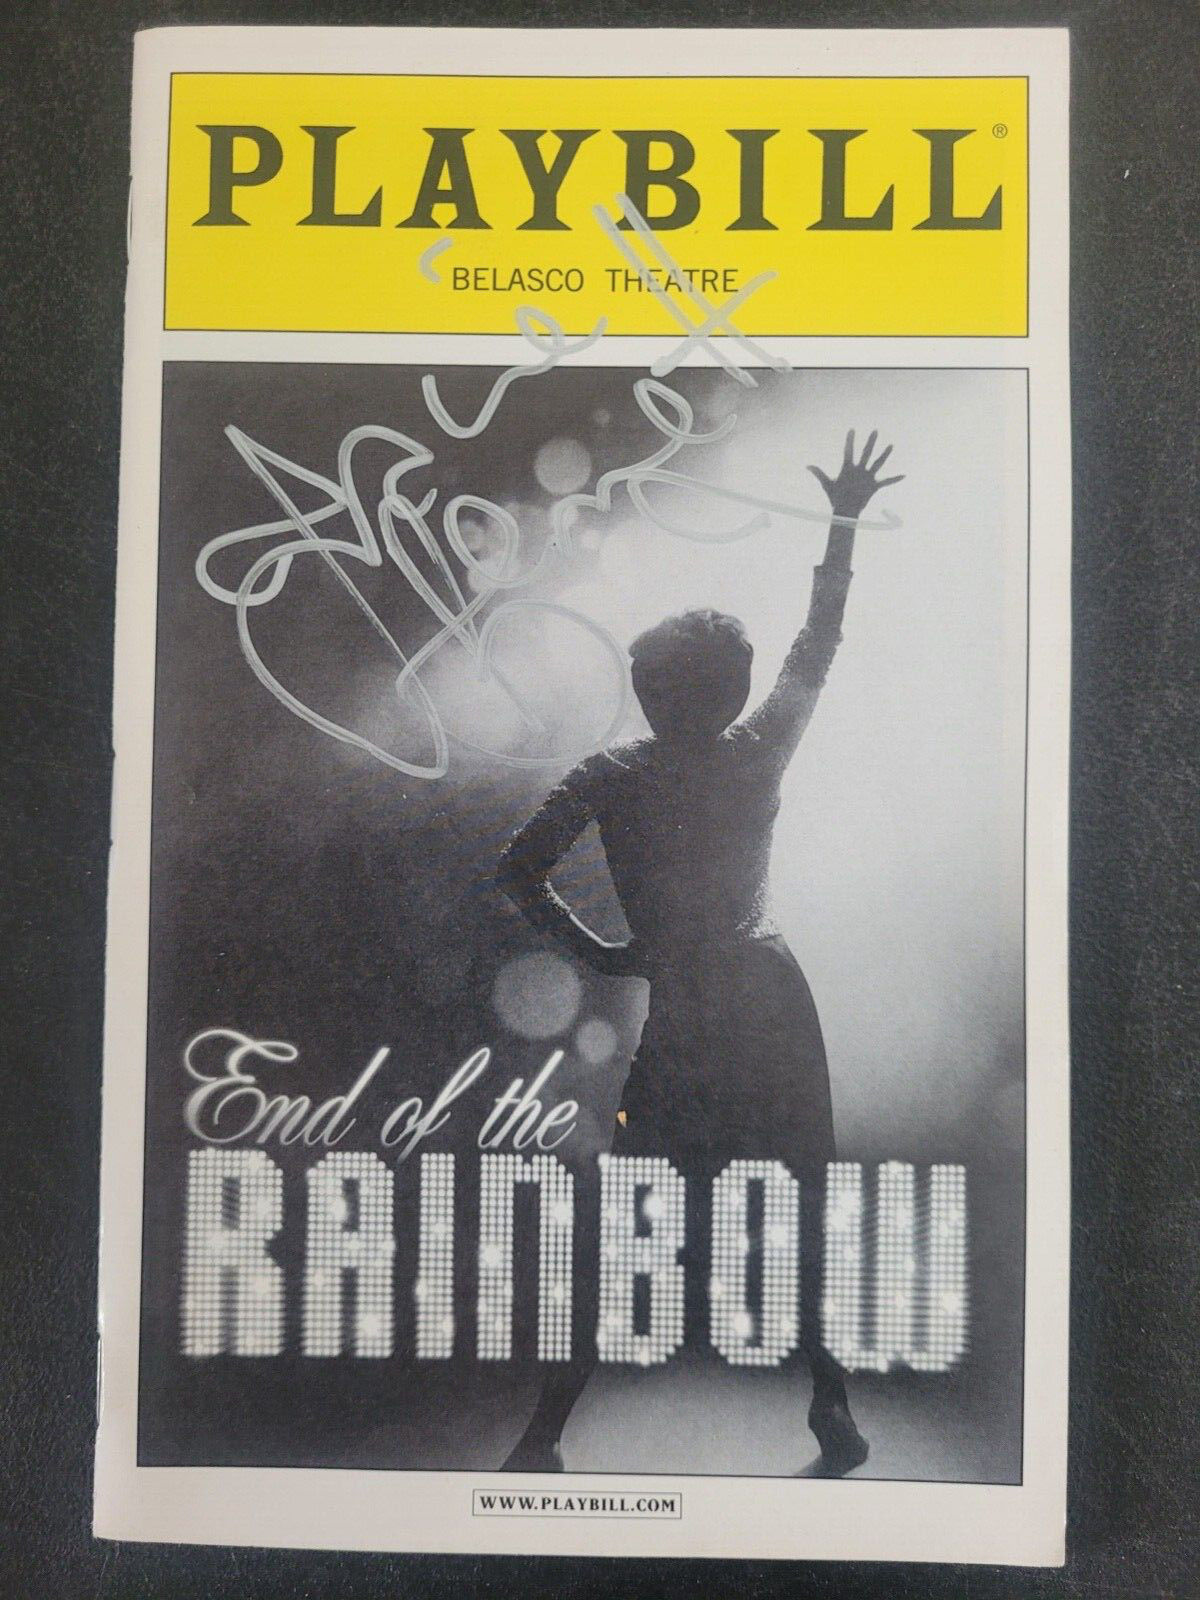 PLAYBILL®
BELASCO THEATRE
End of the
RAINBOW
WWW.PLAYBILL.COM